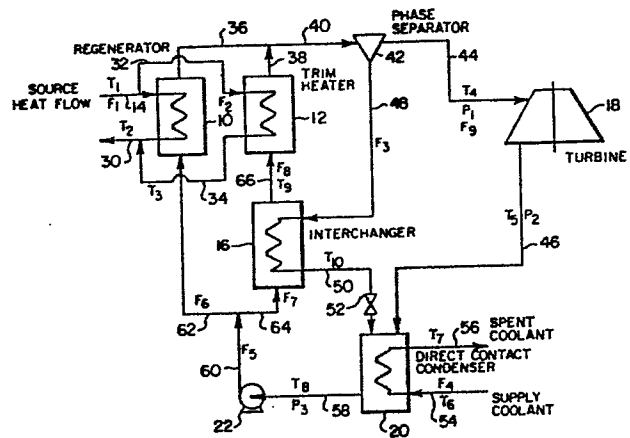 36
40
PHASE
SEPARATOR
REGENERATOR
42
44
32
38
TRIM
HEATER
SOURCE
HEAT FLOW
T1
F1
14
10
F2
12
48
T4
P1
F9
18
TURBINE
T2
30
T3
34
F8
66
T9
F3
16
INTERCHANGER
T5
P2
46
T10
50
F6
62
F7
64
52
T7
56
SPENT
COOLANT
DIRECT CONTACT
CONDENSER
F5
60
T8
P3
58
22
F4
T6
54
SUPPLY
COOLANT
20